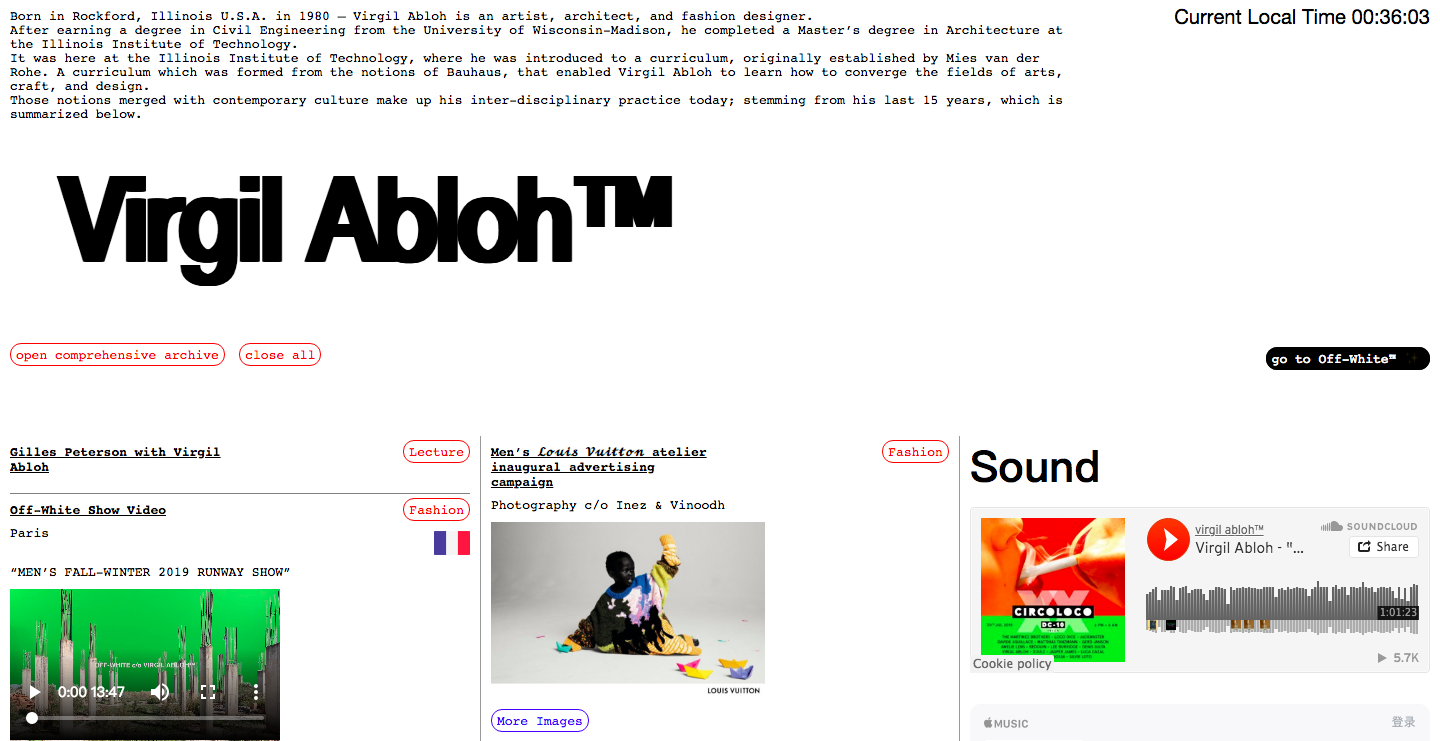 Born in Rockford, Illinois U.S.A. in 1980 — Virgil Abloh is an artist, architect, and fashion designer.
After earning a degree in Civil Engineering from the University of Wisconsin-Madison, he completed a Master's degree in Architecture at
the Illinois Institute of Technology.
It was here at the Illinois Institute of Technology, where he was introduced to a curriculum, originally established by Mies van der
Rohe. A curriculum which was formed from the notions of Bauhaus, that enabled Virgil Abloh to learn how to converge the fields of arts,
craft, and design.
Those notions merged with contemporary culture make up his inter-disciplinary practice today; stemming from his last 15 years, which is
summarized below.
Current Local Time 00:36:03
Virgil Abloh™
open comprehensive archive
close all
go to Off-White™
Gilles Peterson with Virgil
Abloh
Lecture
Off-White Show Video
Fashion
Paris
“MEN’S FALL-WINTER 2019 RUNWAY SHOW”
"OFF-WHITE c/o VIRGIL ABLOH™"
0:00 13:47
Men’s Louis Vuitton atelier
inaugural advertising
campaign
Fashion
Photography c/o Inez & Vinoodh
LOUIS VUITTON
More Images
Sound
virgil abloh™
SOUNDCLOUD
Virgil Abloh - "...
Share
CIRCOLOCO
DC-10
1:01:23
Cookie policy
5.7K
MUSIC
登录